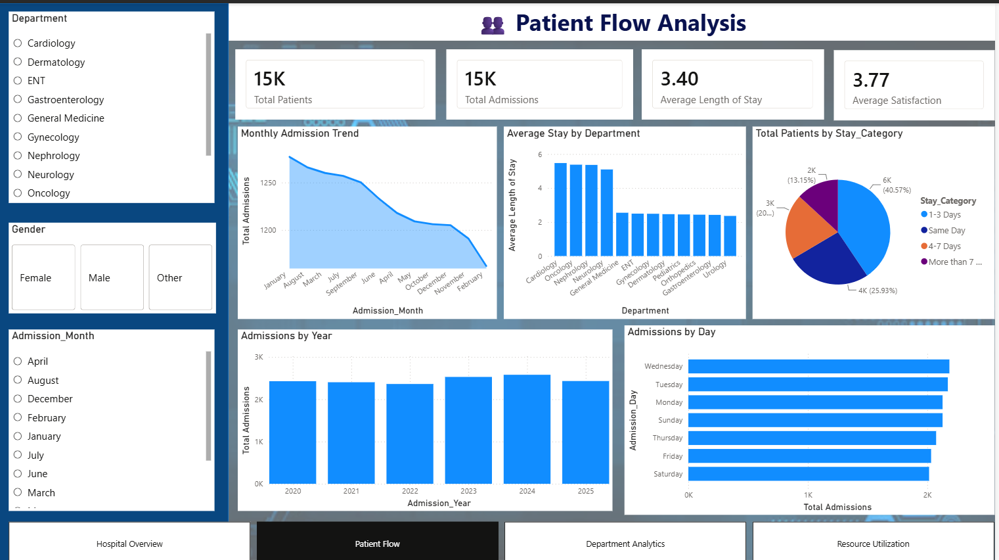 Department
Cardiology
Dermatology
ENT
Gastroenterology
General Medicine
Gynecology
Nephrology
Neurology
Oncology
Gender
Female
Male
Other
Admission_Month
April
August
December
February
January
July
June
March
Patient Flow Analysis
15K
Total Patients
15K
Total Admissions
3.40
Average Length of Stay
3.77
Average Satisfaction
Monthly Admission Trend
Total Admissions
1250
1200
January
August
March
July
September
June
April
May
October
December
November
February
Admission_Month
Average Stay by Department
Average Length of Stay
6
4
2
0
Cardiology
Oncology
Nephrology
Neurology
General Medicine
ENT
Gynecology
Dermatology
Pediatrics
Orthopedics
Gastroenterology
Urology
Department
Total Patients by Stay_Category
2K
(13.15%)
6K
(40.57%)
3K
(20...)
4K (25.93%)
Stay_Category
1-3 Days
Same Day
4-7 Days
More than 7 ...
Admissions by Year
Total Admissions
3K
2K
1K
0K
2020
2021
2022
2023
2024
2025
Admission_Year
Admissions by Day
Admission_Day
Wednesday
Tuesday
Monday
Sunday
Thursday
Friday
Saturday
0K
1K
2K
Total Admissions
Hospital Overview
Patient Flow
Department Analytics
Resource Utilization